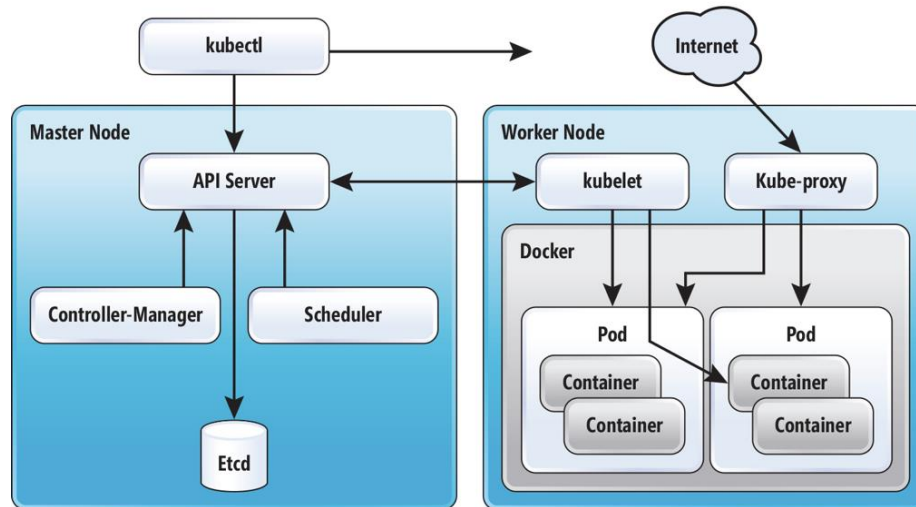 kubectl
Internet
Master Node
API Server
Controller-Manager
Scheduler
Etcd
Worker Node
kubelet
Kube-proxy
Docker
Pod
Container
Container
Pod
Container
Container